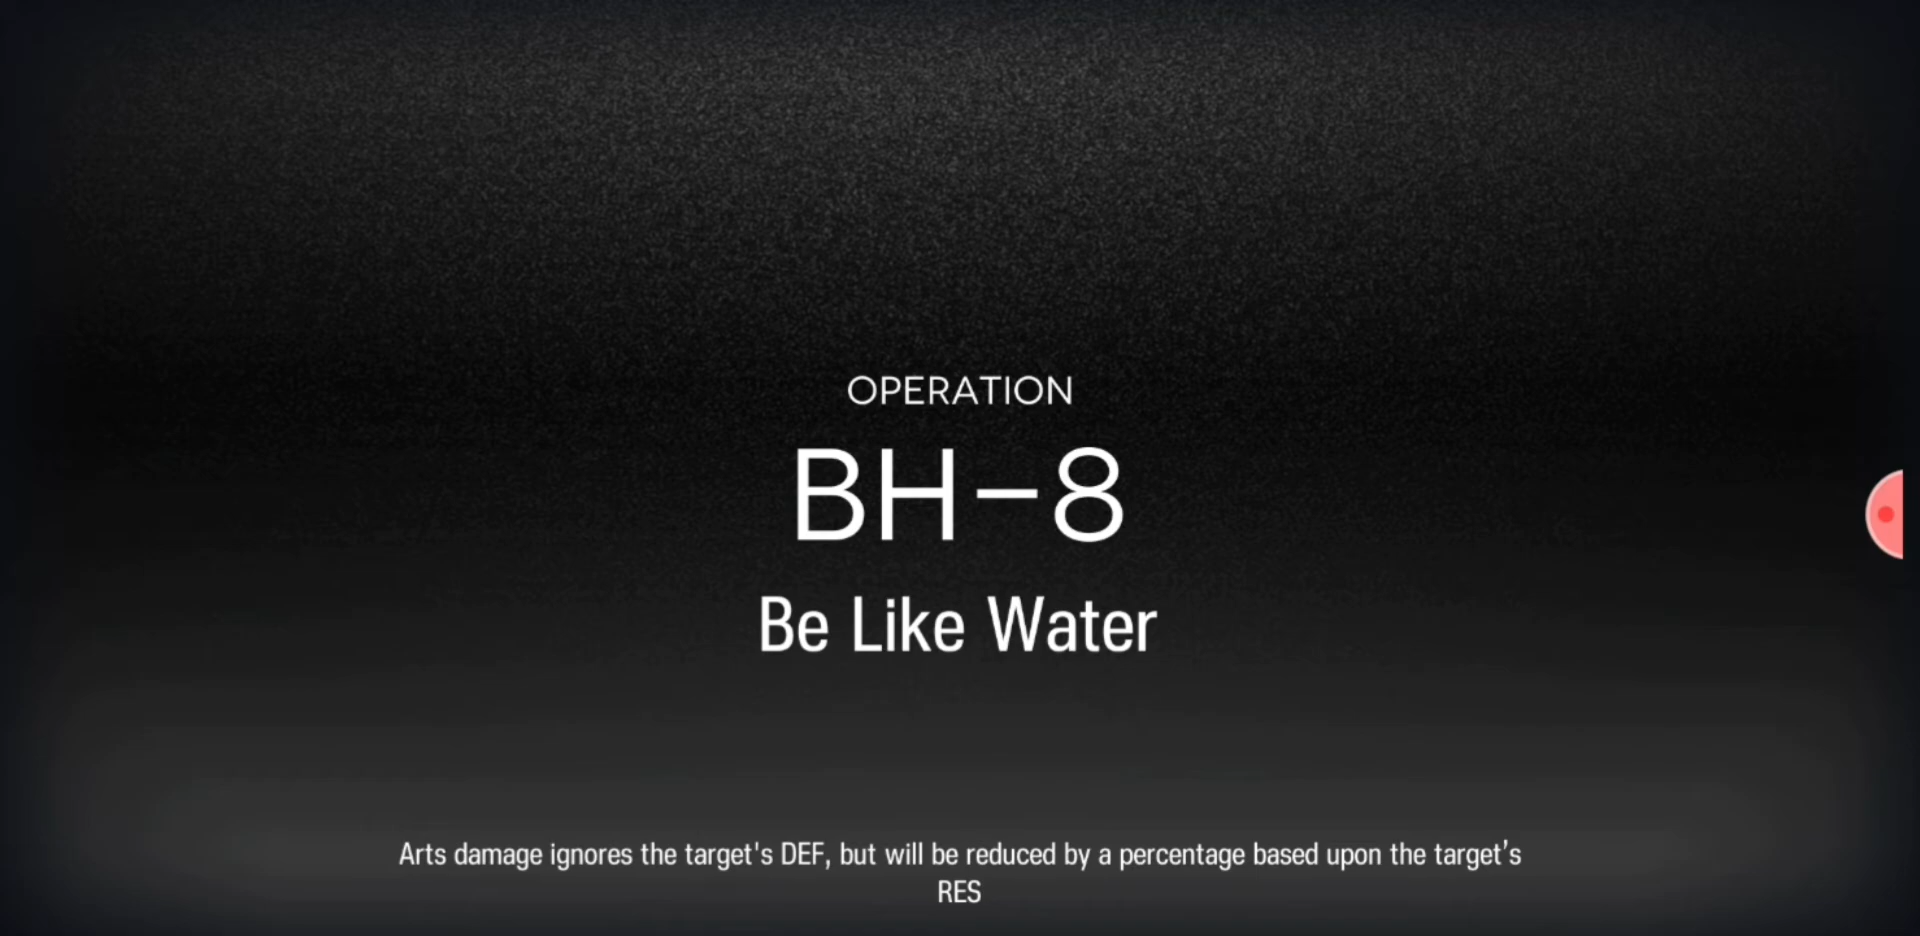 OPERATION
BH-8
Be Like Water
Arts damage ignores the target's DEF, but will be reduced by a percentage based upon the target's
RES